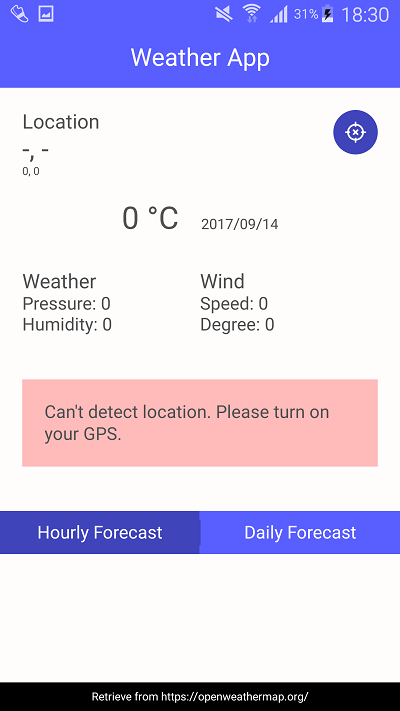 31% 18:30
Weather App
Location
-, -
0, 0
0 °C 2017/09/14
Weather Wind
Pressure: 0 Speed: 0
Humidity: 0 Degree: 0
Can't detect location. Please turn on
your GPS.
Hourly Forecast Daily Forecast
Retrieve from https://openweathermap.org/